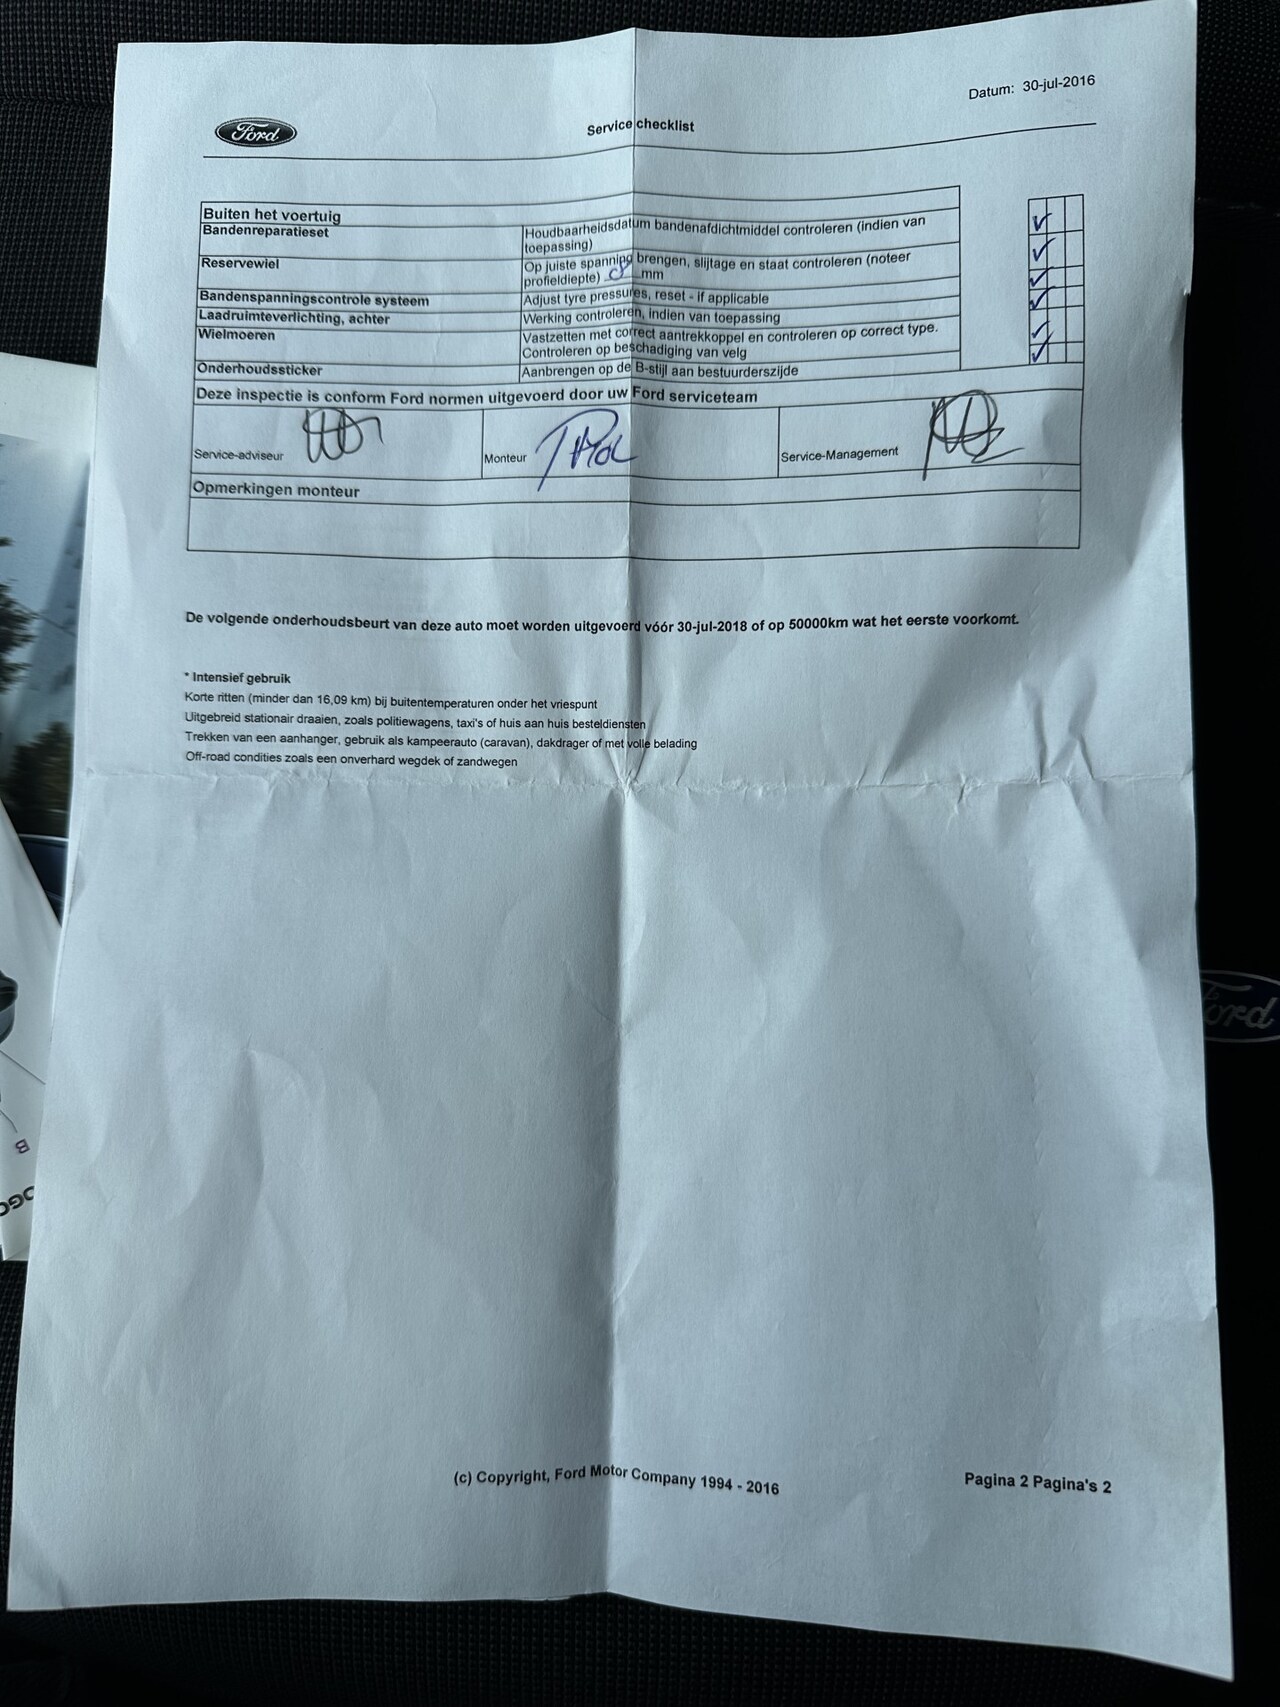 Datum: 30-jul-2016
Ford
Service checklist
Buiten het voertuig
Bandenreparatieset
Houdbaarheidsdatum bandenafdichtmiddel controleren (indien van
toepassing)
Reservewiel
Op juiste spanning brengen, slijtage en staat controleren (noteer
profieldiepte) 8 mm
Bandenspanningscontrole systeem
Adjust tyre pressures, reset - if applicable
Laadruimteverlichting, achter
Werking controleren, indien van toepassing
Wielmoeren
Vastzetten met correct aantrekkoppel en controleren op correct type.
Controleren op beschadiging van velg
Onderhoudssticker
Aanbrengen op de B-stijl aan bestuurderszijde
Deze inspectie is conform Ford normen uitgevoerd door uw Ford serviceteam
Service-adviseur
Monteur
Service-Management
Opmerkingen monteur
De volgende onderhoudsbeurt van deze auto moet worden uitgevoerd vóór 30-jul-2018 of op 50000km wat het eerste voorkomt.
* Intensief gebruik
Korte ritten (minder dan 16,09 km) bij buitentemperaturen onder het vriespunt
Uitgebreid stationair draaien, zoals politiewagens, taxi's of huis aan huis besteldiensten
Trekken van een aanhanger, gebruik als kampeerauto (caravan), dakdrager of met volle belading
Off-road condities zoals een onverhard wegdek of zandwegen
Ford
B
(c) Copyright, Ford Motor Company 1994 - 2016
Pagina 2 Pagina's 2